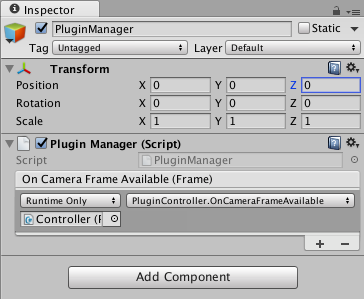 Inspector
PluginManager Static
Tag Untagged Layer Default
Transform
Position X 0 Y 0 Z 0
Rotation X 0 Y 0 Z 0
Scale X 1 Y 1 Z 1
Plugin Manager (Script)
Script PluginManager
On Camera Frame Available (Frame)
Runtime Only PluginController.OnCameraFrameAvailable
Controller (
Add Component